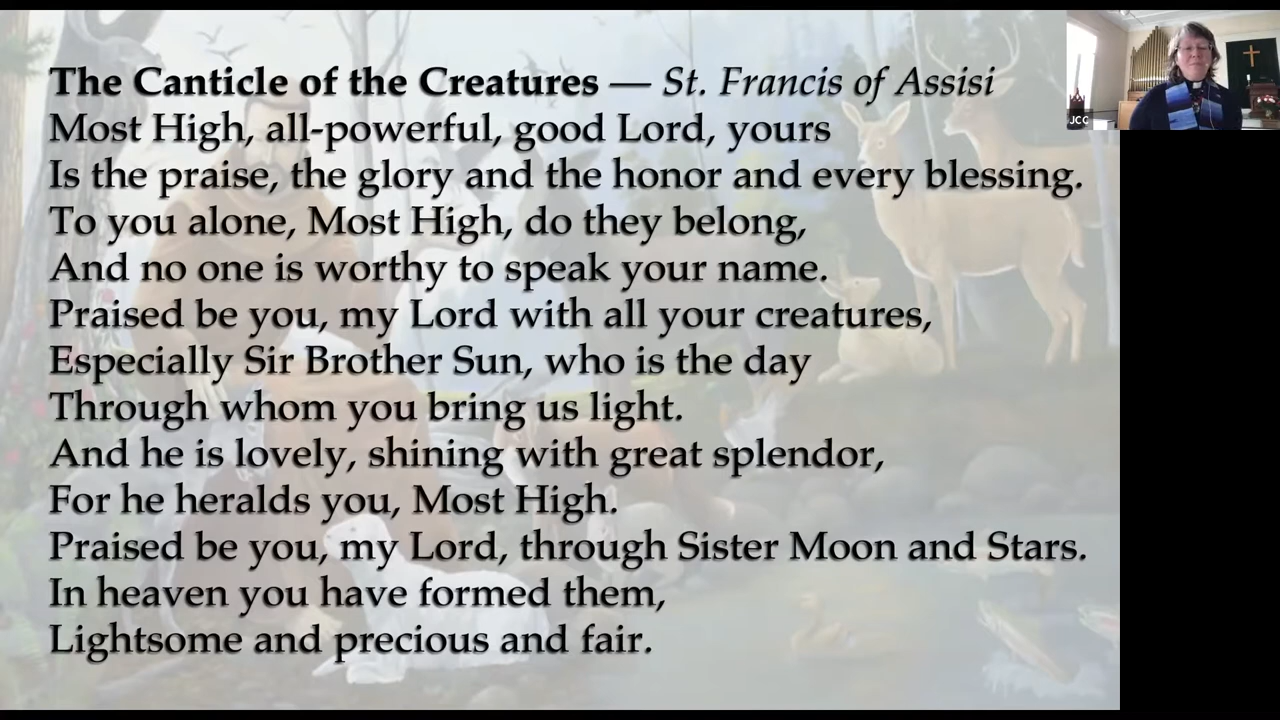 The Canticle of the Creatures — St. Francis of Assisi
Most High, all-powerful, good Lord, yours
Is the praise, the glory and the honor and every blessing.
To you alone, Most High, do they belong,
And no one is worthy to speak your name.
Praised be you, my Lord with all your creatures,
Especially Sir Brother Sun, who is the day
Through whom you bring us light.
And he is lovely, shining with great splendor,
For he heralds you, Most High.
Praised be you, my Lord, through Sister Moon and Stars.
In heaven you have formed them,
Lightsome and precious and fair.
JCC